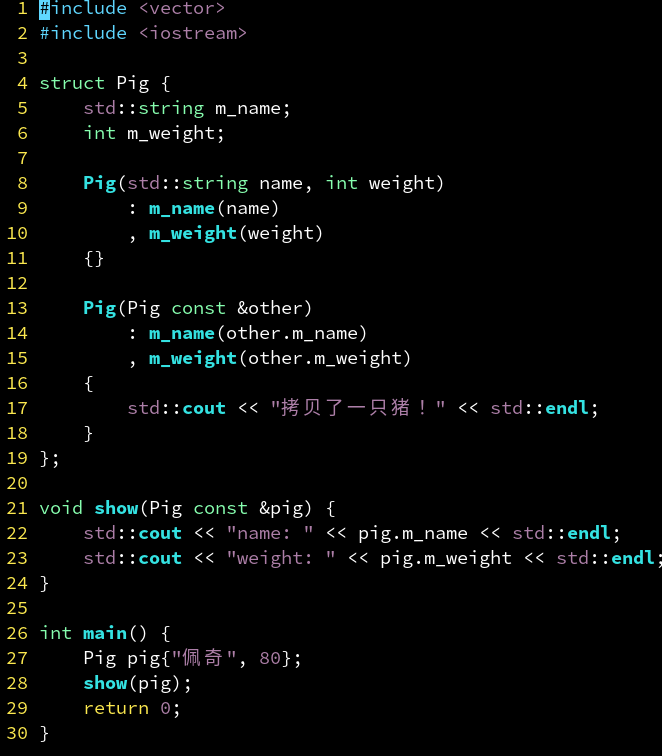 1 #include <vector>
2 #include <iostream>
3
4 struct Pig {
5     std::string m_name;
6     int m_weight;
7
8     Pig(std::string name, int weight)
9         : m_name(name)
10         , m_weight(weight)
11     {}
12
13     Pig(Pig const &other)
14         : m_name(other.m_name)
15         , m_weight(other.m_weight)
16     {
17         std::cout << "拷贝了一只猪！" << std::endl;
18     }
19 };
20
21 void show(Pig const &pig) {
22     std::cout << "name: " << pig.m_name << std::endl;
23     std::cout << "weight: " << pig.m_weight << std::endl;
24 }
25
26 int main() {
27     Pig pig{"佩奇", 80};
28     show(pig);
29     return 0;
30 }